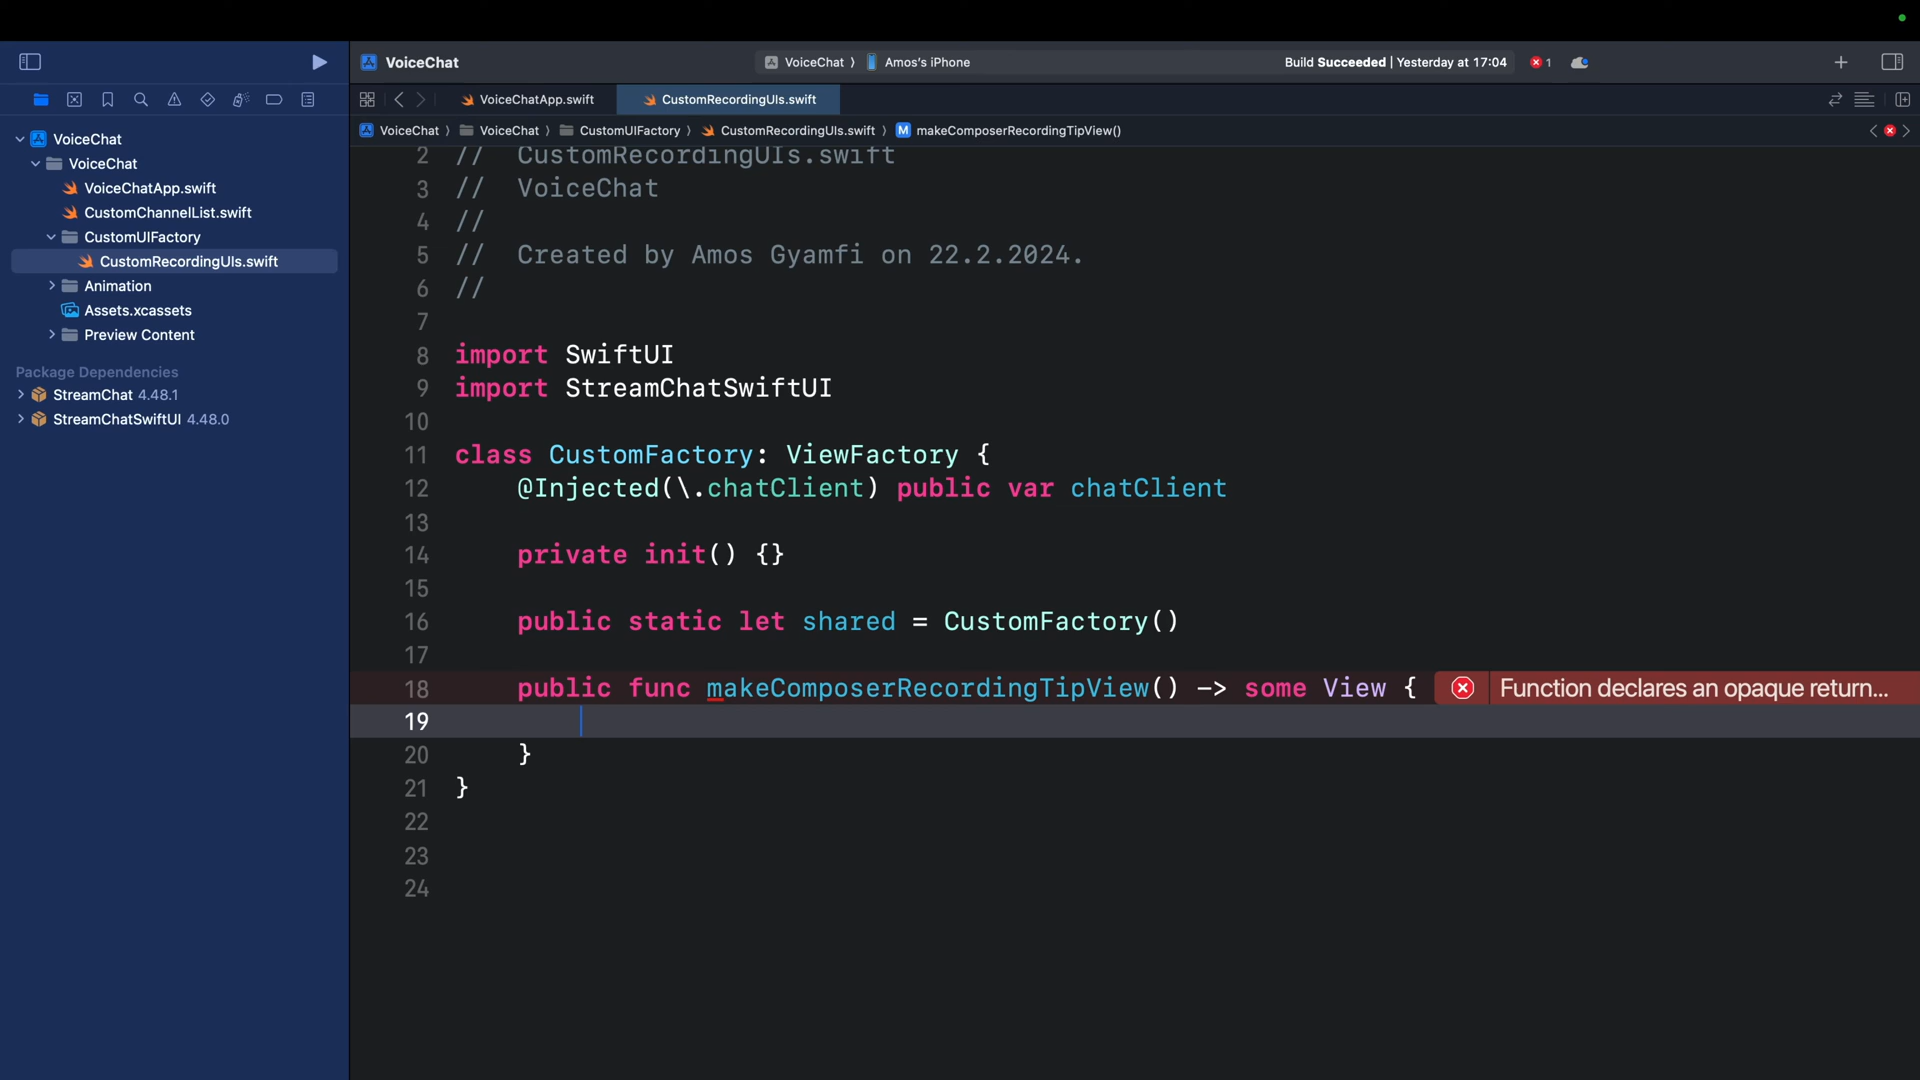 VoiceChat
VoiceChat
Amos's iPhone
Build Succeeded | Yesterday at 17:04
1
VoiceChatApp.swift
CustomRecordingUIs.swift
VoiceChat
VoiceChat
CustomUIFactory
CustomRecordingUIs.swift
M makeComposerRecordingTipView()
VoiceChat
VoiceChat
VoiceChatApp.swift
CustomChannelList.swift
CustomUIFactory
CustomRecordingUIs.swift
Animation
Assets.xcassets
Preview Content
Package Dependencies
StreamChat 4.48.1
StreamChatSwiftUI 4.48.0
2 // CustomRecordingUIs.swift
3 // VoiceChat
4 //
5 // Created by Amos Gyamfi on 22.2.2024.
6 //
7
8 import SwiftUI
9 import StreamChatSwiftUI
10
11 class CustomFactory: ViewFactory {
12 @Injected(\.chatClient) public var chatClient
13
14 private init() {}
15
16 public static let shared = CustomFactory()
17
18 public func makeComposerRecordingTipView() -> some View { Function declares an opaque return...
19
20 }
21 }
22
23
24